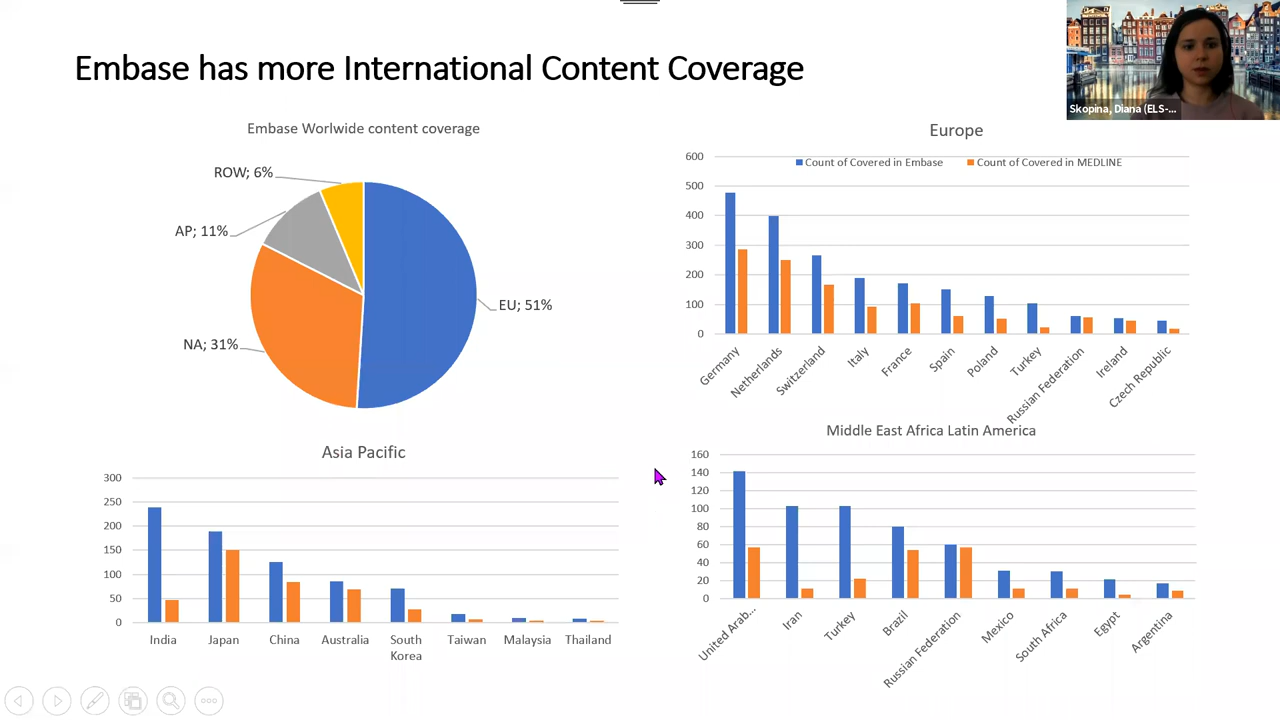 Embase has more International Content Coverage
Skopina, Diana (ELS-...
Embase Worlwide content coverage
ROW; 6%
AP; 11%
EU; 51%
NA; 31%
Europe
Count of Covered in Embase
Count of Covered in MEDLINE
600
500
400
300
200
100
0
Germany
Netherlands
Switzerland
Italy
France
Spain
Poland
Turkey
Russian Federation
Ireland
Czech Republic
Asia Pacific
300
250
200
150
100
50
0
India
Japan
China
Australia
South
Korea
Taiwan
Malaysia
Thailand
Middle East Africa Latin America
160
140
120
100
80
60
40
20
0
United Arab...
Iran
Turkey
Brazil
Russian Federation
Mexico
South Africa
Egypt
Argentina